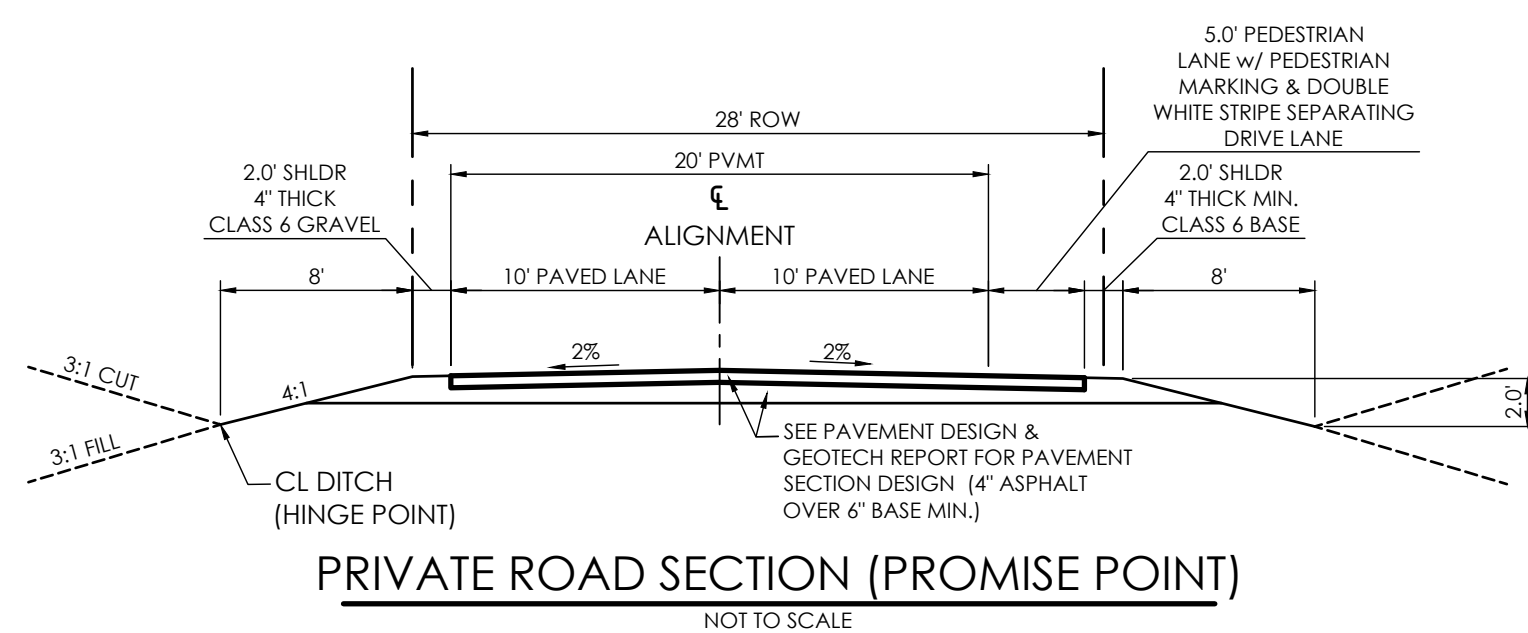 5.0' PEDESTRIAN
LANE w/ PEDESTRIAN
MARKING & DOUBLE
WHITE STRIPE SEPARATING
DRIVE LANE
28' ROW
20' PVMT
2.0' SHLDR
4" THICK
CLASS 6 GRAVEL
℄
ALIGNMENT
2.0' SHLDR
4" THICK MIN.
CLASS 6 BASE
8'
10' PAVED LANE
10' PAVED LANE
8'
2%
2%
3:1 CUT
4:1
3:1 FILL
2.0'
CL DITCH
(HINGE POINT)
SEE PAVEMENT DESIGN &
GEOTECH REPORT FOR PAVEMENT
SECTION DESIGN (4" ASPHALT
OVER 6" BASE MIN.)
PRIVATE ROAD SECTION (PROMISE POINT)
NOT TO SCALE